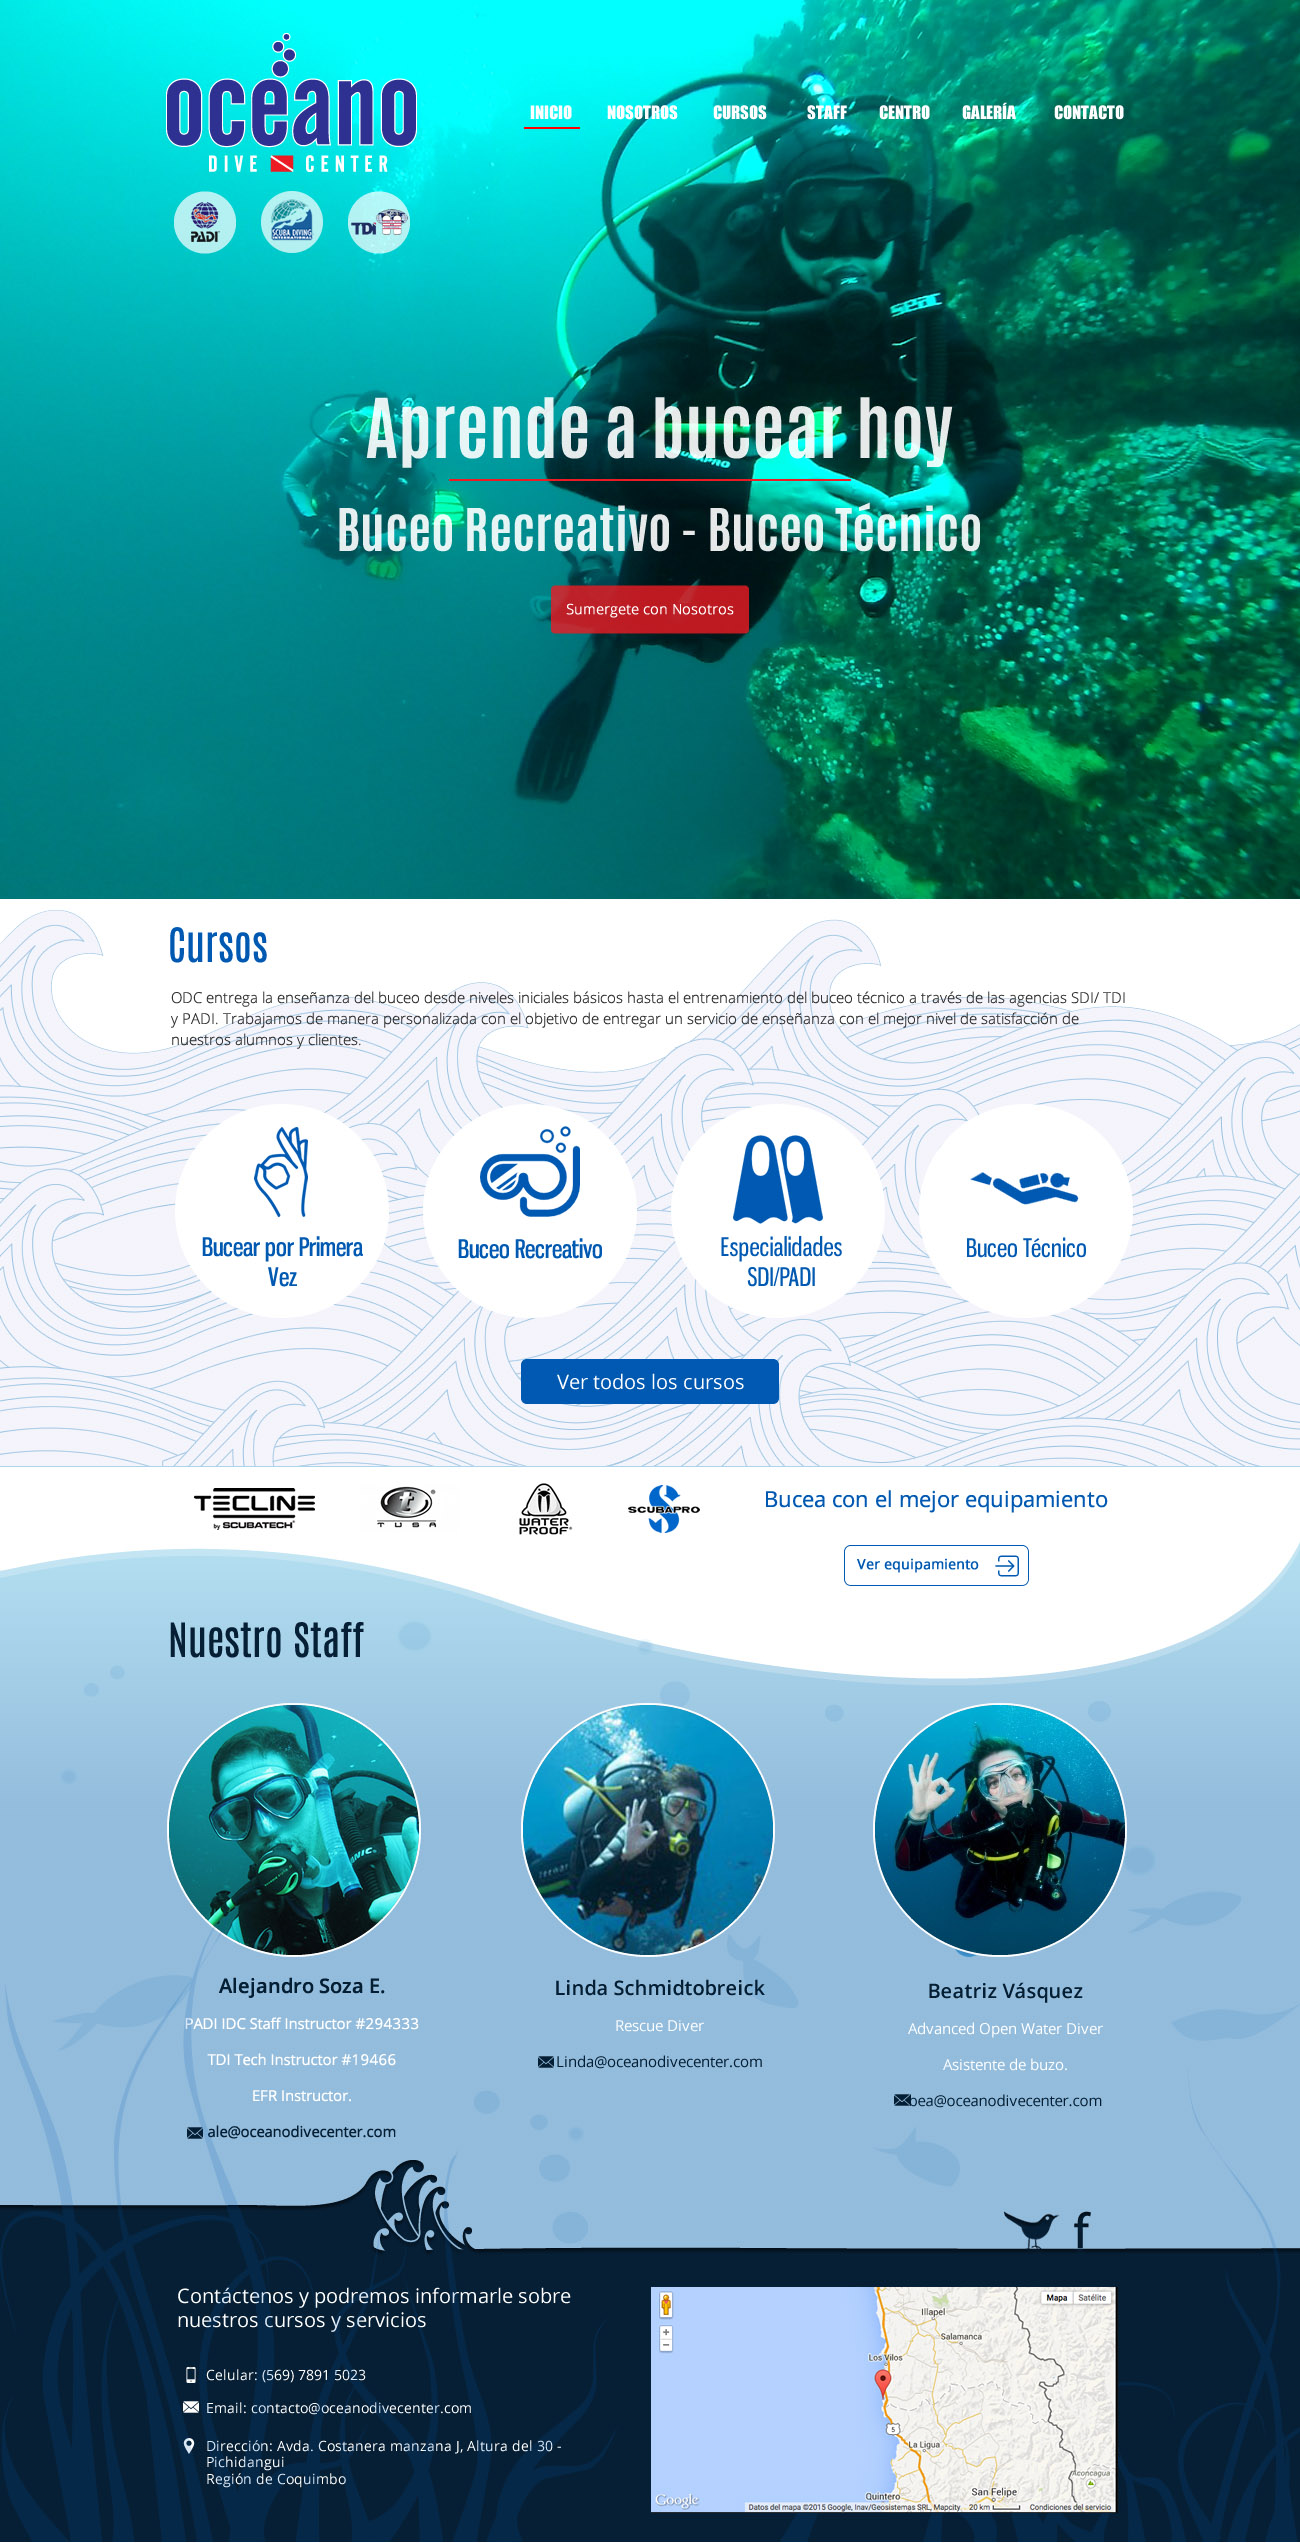 océano
DIVE CENTER
INICIO NOSOTROS CURSOS STAFF CENTRO GALERÍA CONTACTO
PADI
SCUBA DIVING
INTERNATIONAL
TDI
seac
SCUBAPRO
Aprende a bucear hoy
Buceo Recreativo - Buceo Técnico
Sumergete con Nosotros
Cursos
ODC entrega la enseñanza del buceo desde niveles iniciales básicos hasta el entrenamiento del buceo técnico a través de las agencias SDI/ TDI
y PADI. Trabajamos de manera personalizada con el objetivo de entregar un servicio de enseñanza con el mejor nivel de satisfacción de
nuestros alumnos y clientes.
Bucear por Primera
Vez
Buceo Recreativo
Especialidades
SDI/PADI
Buceo Técnico
Ver todos los cursos
TECLINE
by SCUBATECH
t
TUSA
WATER
PROOF
SCUBAPRO
Bucea con el mejor equipamiento
Ver equipamiento
Nuestro Staff
Alejandro Soza E.
PADI IDC Staff Instructor #294333
TDI Tech Instructor #19466
EFR Instructor.
ale@oceanodivecenter.com
Linda Schmidtobreick
Rescue Diver
Linda@oceanodivecenter.com
Beatriz Vásquez
Advanced Open Water Diver
Asistente de buzo.
bea@oceanodivecenter.com
f
Contáctenos y podremos informarle sobre
nuestros cursos y servicios
Celular: (569) 7891 5023
Email: contacto@oceanodivecenter.com
Dirección: Avda. Costanera manzana J, Altura del 30 -
Pichidangui
Región de Coquimbo
Mapa Satélite
Illapel
Salamanca
Los Vilos
5
La Ligua
Aconcagua
San Felipe
Quintero
Google
Datos del mapa ©2015 Google, Inav/Geosistemas SRL, Mapcity 20 km Condiciones del servicio